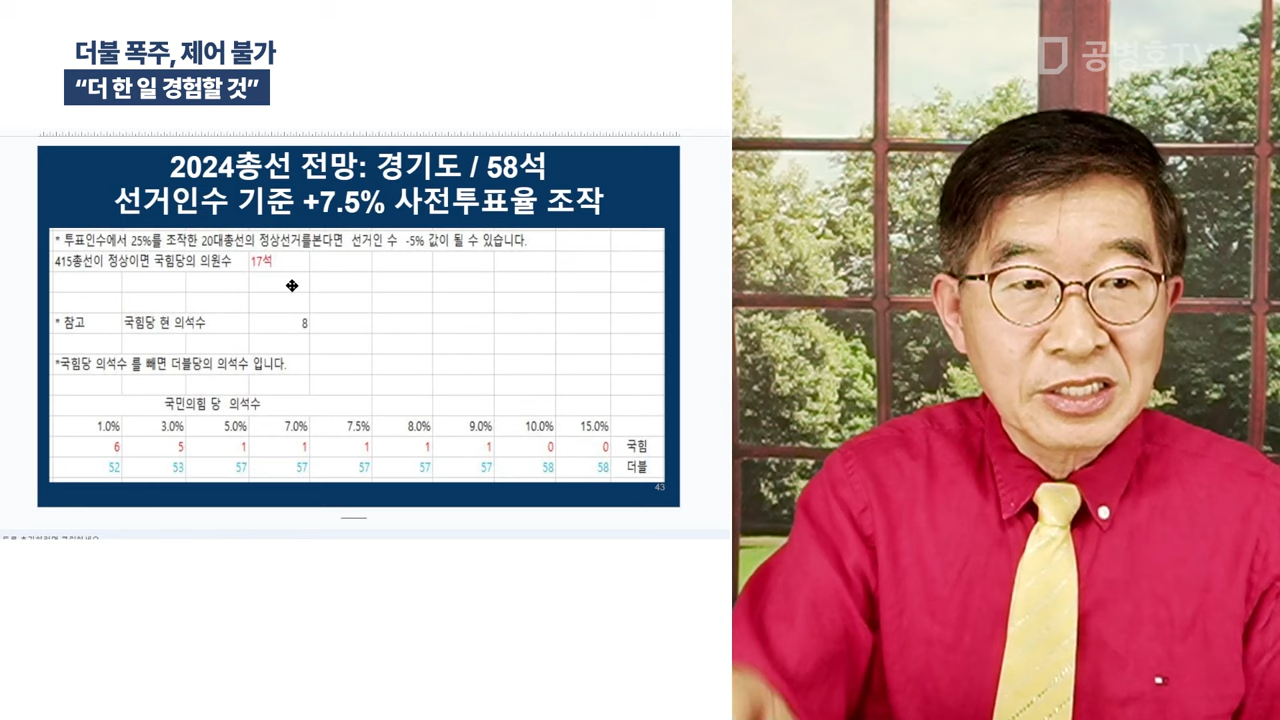 더불 폭주, 제어 불가
“더 한 일 경험할 것”
공병호TV
2024총선 전망: 경기도 / 58석
선거인수 기준 +7.5% 사전투표율 조작
* 투표인수에서 25%를 조작한 20대총선의 정상선거를본다면 선거인 수 -5% 값이 될 수 있습니다.
415총선이 정상이면 국힘당의 의원수 17석
* 참고 국힘당 현 의석수 8
*국힘당 의석수 를 빼면 더블당의 의석수 입니다.
국민의힘 당 의석수
1.0% 3.0% 5.0% 7.0% 7.5% 8.0% 9.0% 10.0% 15.0%
6 5 1 1 1 1 1 0 0 국힘
52 53 57 57 57 57 57 58 58 더블
43